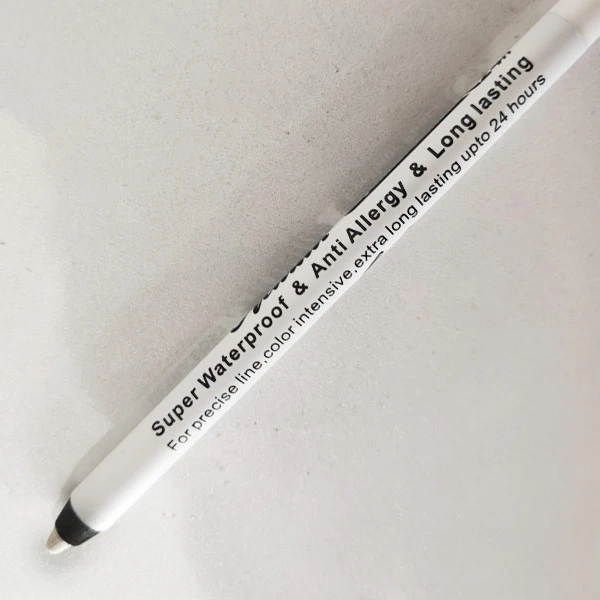 Super Waterproof & Anti Allergy & Long lasting
For precise line,color intensive,extra long lasting upto 24 hours